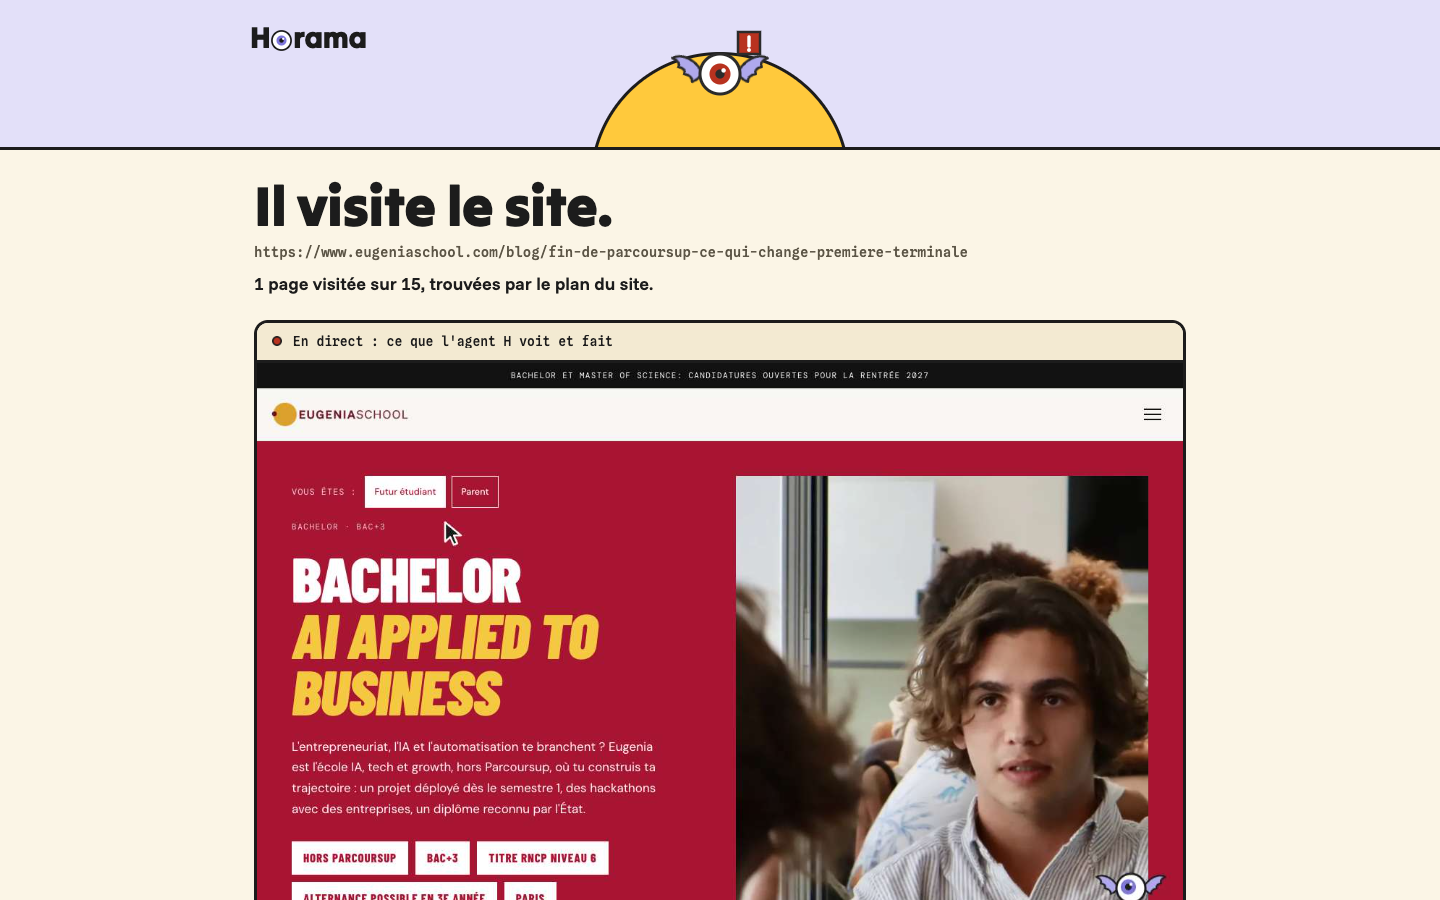 Horama
!
Il visite le site.
https://www.eugeniaschool.com/blog/fin-de-parcoursup-ce-qui-change-premiere-terminale
1 page visitée sur 15, trouvées par le plan du site.
En direct : ce que l'agent H voit et fait
BACHELOR ET MASTER OF SCIENCE: CANDIDATURES OUVERTES POUR LA RENTRÉE 2027
EUGENIASCHOOL
VOUS ÊTES : Futur étudiant Parent
BACHELOR · BAC+3
BACHELOR
AI APPLIED TO
BUSINESS
L'entrepreneuriat, l'IA et l'automatisation te branchent ? Eugenia
est l'école IA, tech et growth, hors Parcoursup, où tu construis ta
trajectoire : un projet déployé dès le semestre 1, des hackathons
avec des entreprises, un diplôme reconnu par l'État.
HORS PARCOURSUP BAC+3 TITRE RNCP NIVEAU 6
ALTERNANCE POSSIBLE EN 3E ANNÉE PARIS